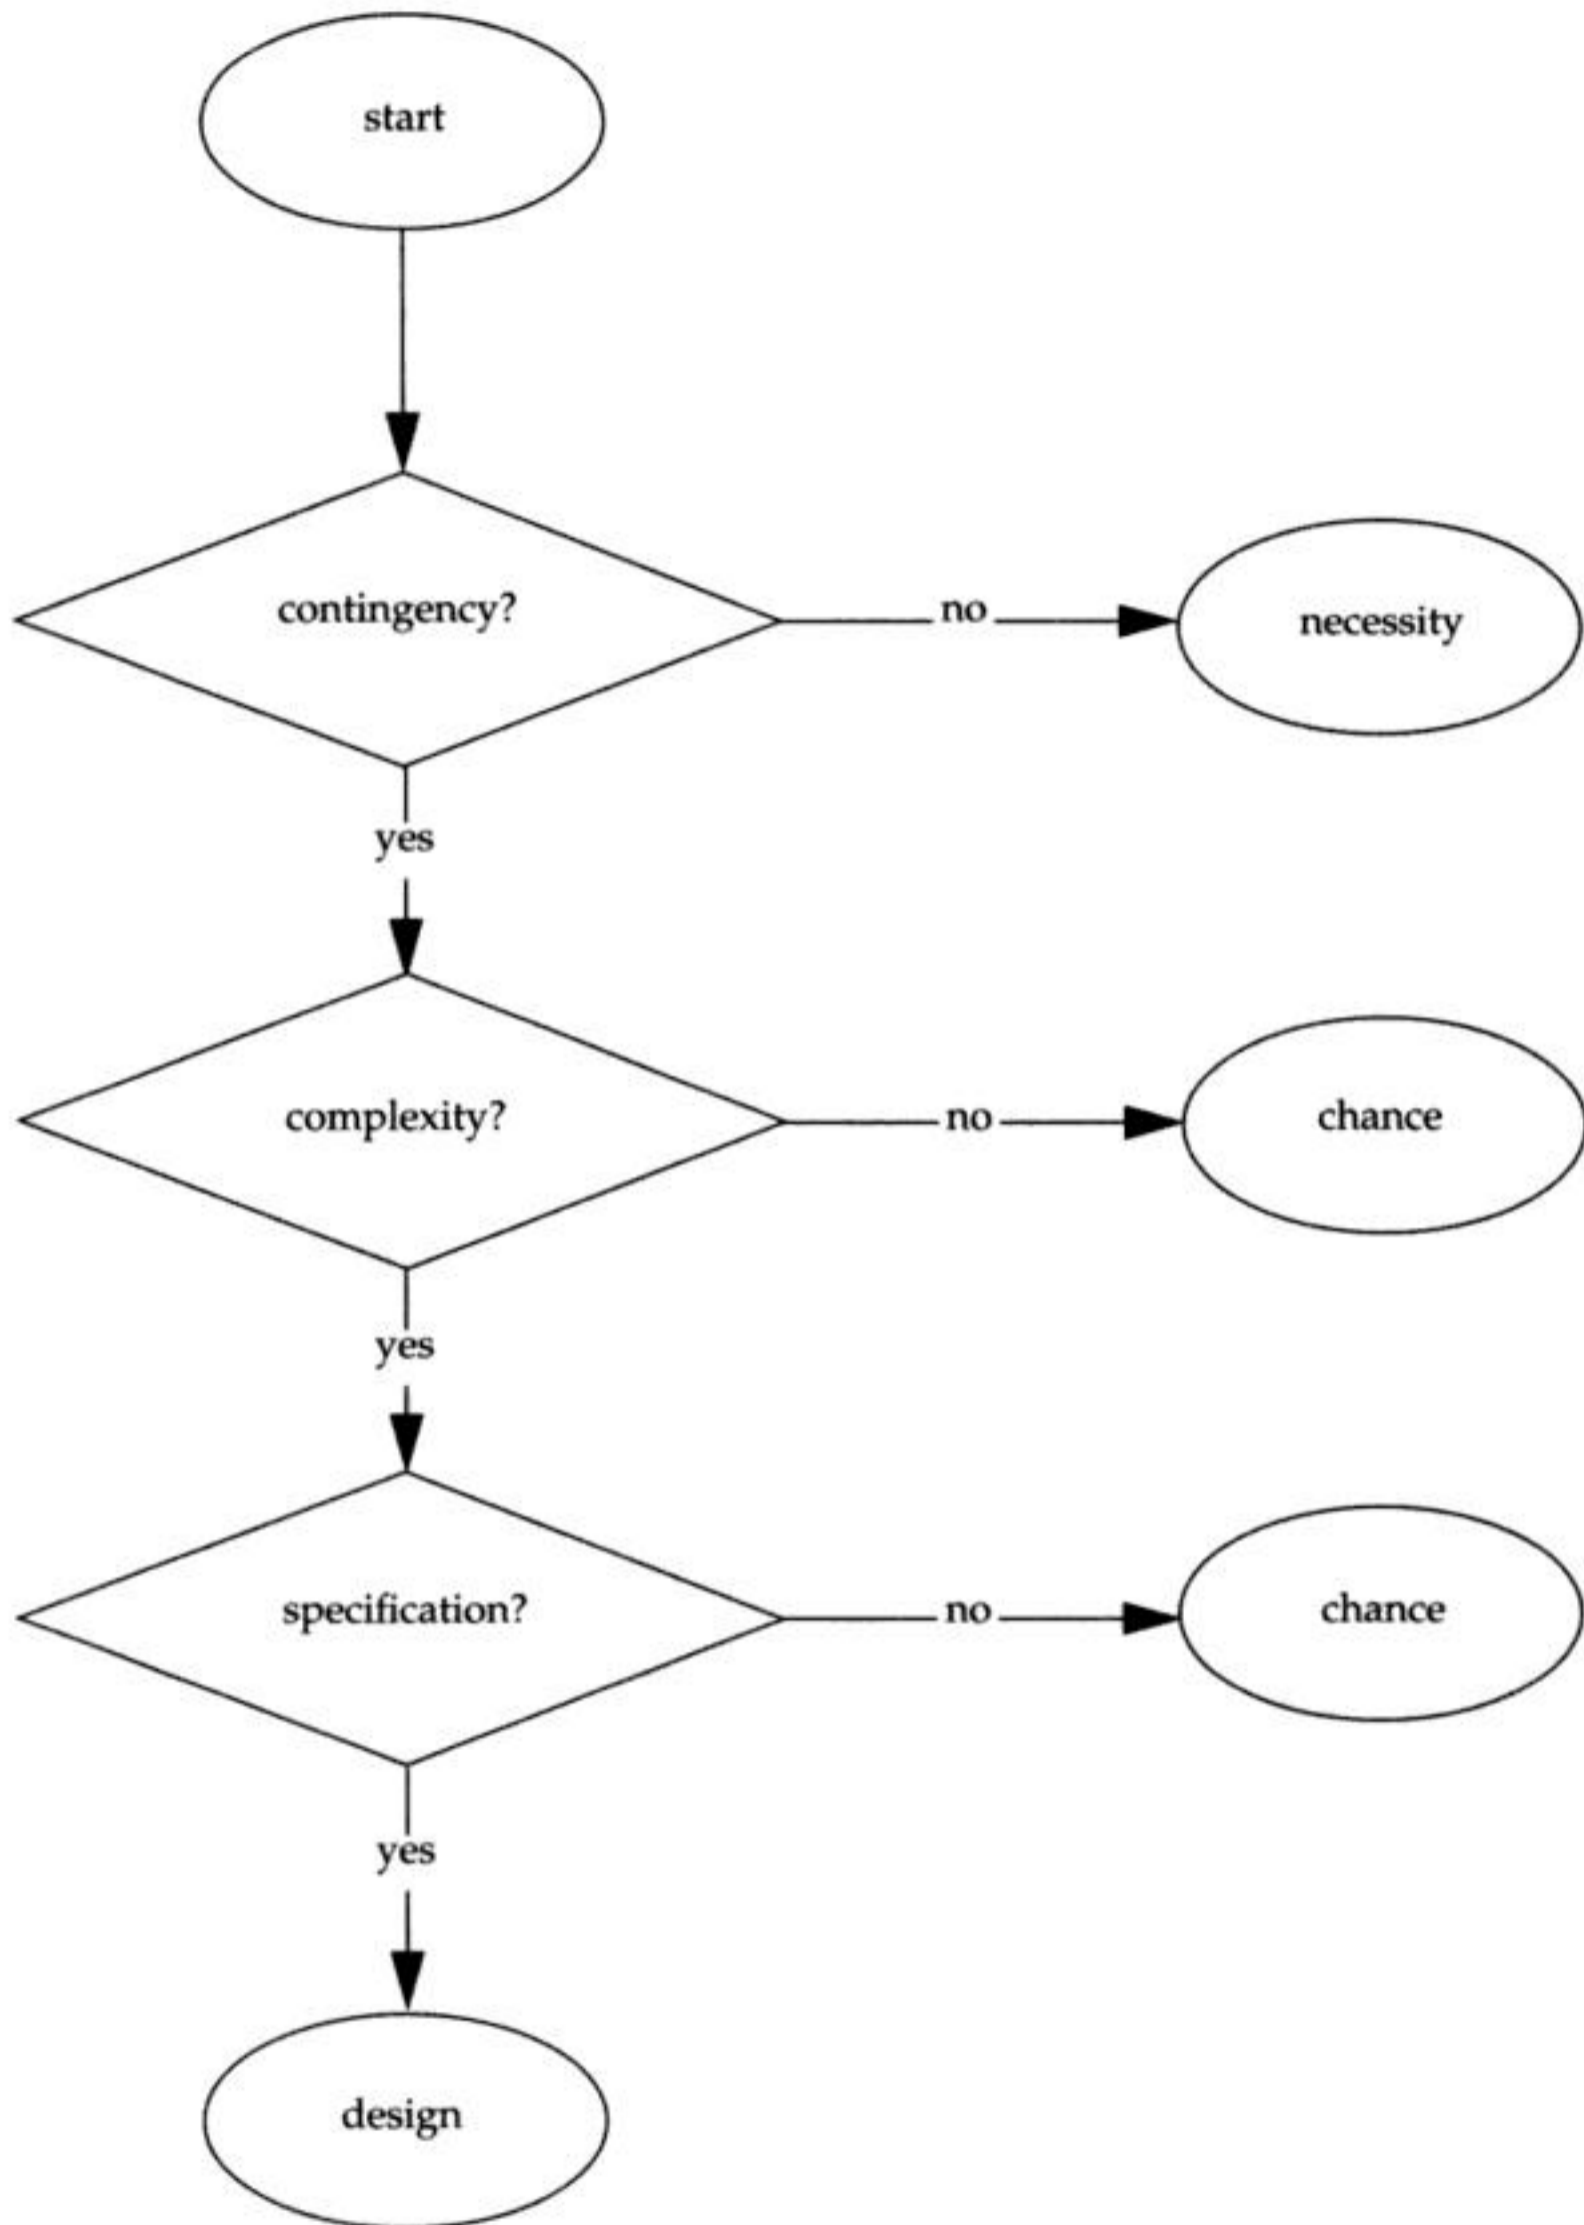 start
contingency?
no
necessity
yes
complexity?
no
chance
yes
specification?
no
chance
yes
design